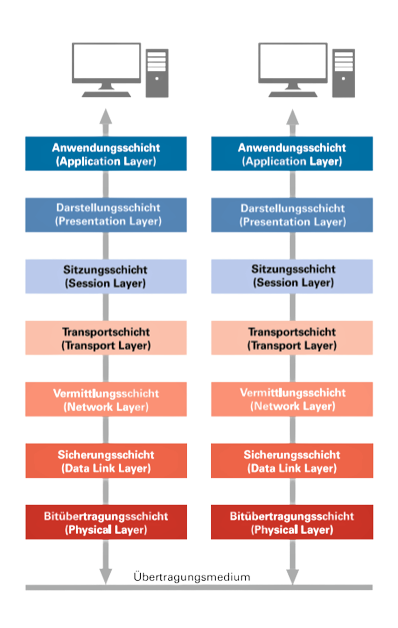 Anwendungsschicht
(Application Layer)
Anwendungsschicht
(Application Layer)
Darstellungsschicht
(Presentation Layer)
Darstellungsschicht
(Presentation Layer)
Sitzungsschicht
(Session Layer)
Sitzungsschicht
(Session Layer)
Transportschicht
(Transport Layer)
Transportschicht
(Transport Layer)
Vermittlungsschicht
(Network Layer)
Vermittlungsschicht
(Network Layer)
Sicherungsschicht
(Data Link Layer)
Sicherungsschicht
(Data Link Layer)
Bitübertragungsschicht
(Physical Layer)
Bitübertragungsschicht
(Physical Layer)
Übertragungsmedium